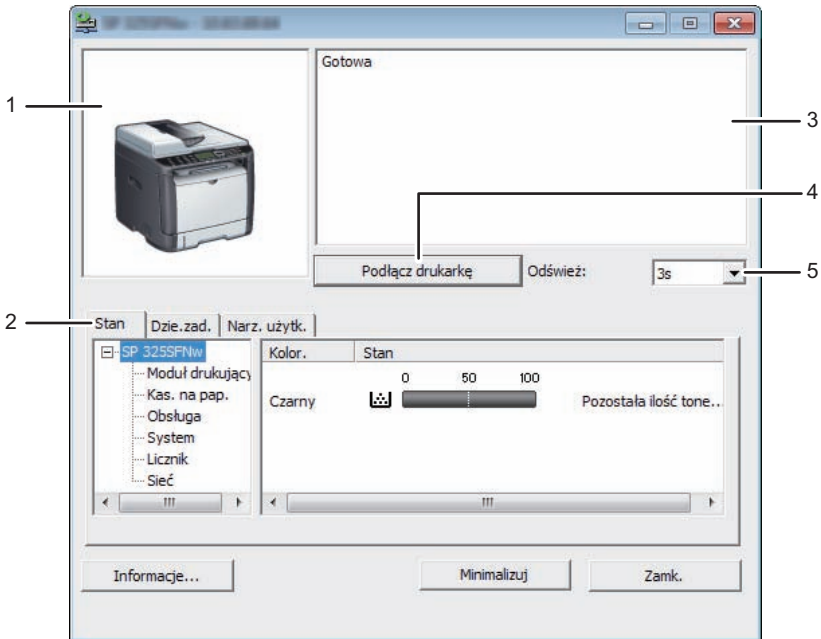 Gotowa
1
3
4
Podłącz drukarkę
Odśwież:
3s
5
2
Stan
Dzie.zad.
Narz. użytk.
SP 325SFNw
Moduł drukujący
Kas. na pap.
Obsługa
System
Licznik
Sieć
Kolor.
Stan
0 50 100
Czarny
Pozostała ilość tone...
Informacje...
Minimalizuj
Zamk.